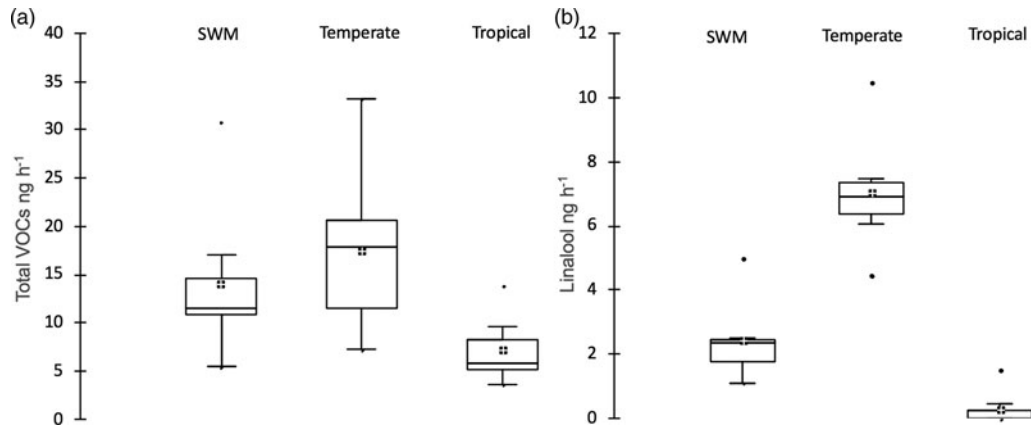 (a)
40
35
30
25
20
15
10
5
0
Total VOCs ng h⁻¹
SWM Temperate Tropical
(b)
12
10
8
6
4
2
0
Linalool ng h⁻¹
SWM Temperate Tropical